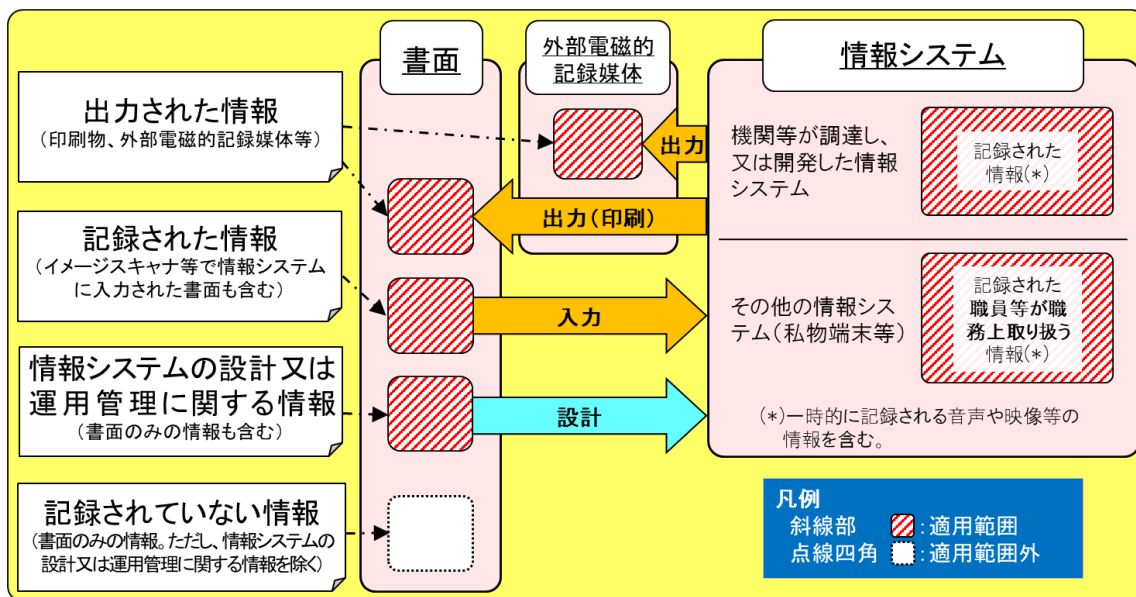 書面
外部電磁的
記録媒体
情報システム
出力された情報
（印刷物、外部電磁的記録媒体等）
記録された情報
（イメージスキャナ等で情報システム
に入力された書面も含む）
情報システムの設計又は
運用管理に関する情報
（書面のみの情報も含む）
記録されていない情報
（書面のみの情報。ただし、情報システムの
設計又は運用管理に関する情報を除く）
出力
出力（印刷）
入力
設計
機関等が調達し、
又は開発した情報
システム
記録された
情報(*)
その他の情報シス
テム（私物端末等）
記録された
職員等が職
務上取り扱う
情報(*)
(*)一時的に記録される音声や映像等の
情報を含む。
凡例
斜線部　：適用範囲
点線四角　：適用範囲外